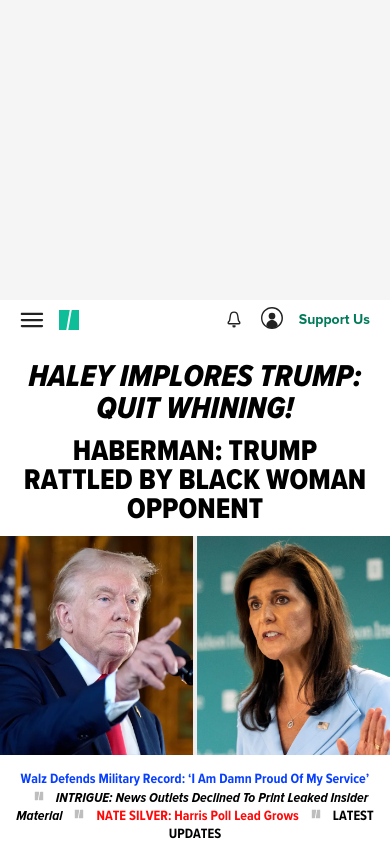 Support Us
HALEY IMPLORES TRUMP:
QUIT WHINING!
HABERMAN: TRUMP
RATTLED BY BLACK WOMAN
OPPONENT
Walz Defends Military Record: ‘I Am Damn Proud Of My Service’
INTRIGUE: News Outlets Declined To Print Leaked Insider
Material NATE SILVER: Harris Poll Lead Grows LATEST
UPDATES